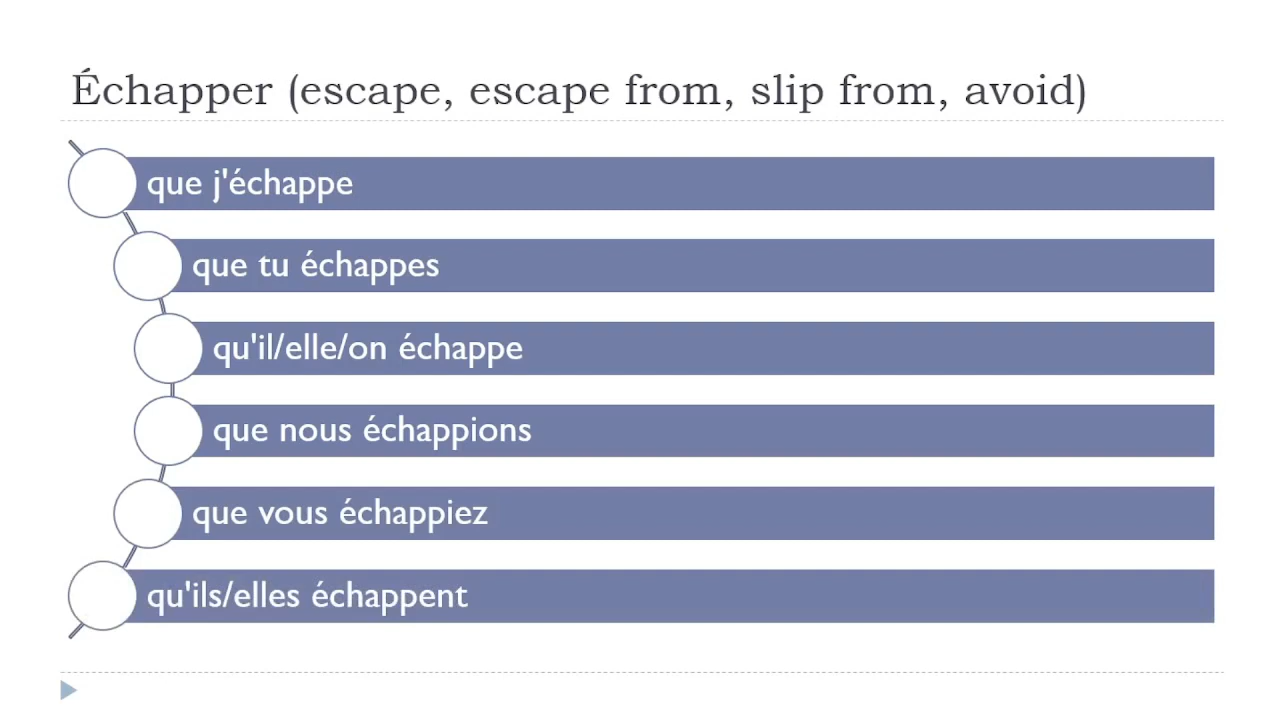 Échapper (escape, escape from, slip from, avoid)
que j'échappe
que tu échappes
qu'il/elle/on échappe
que nous échappions
que vous échappiez
qu'ils/elles échappent